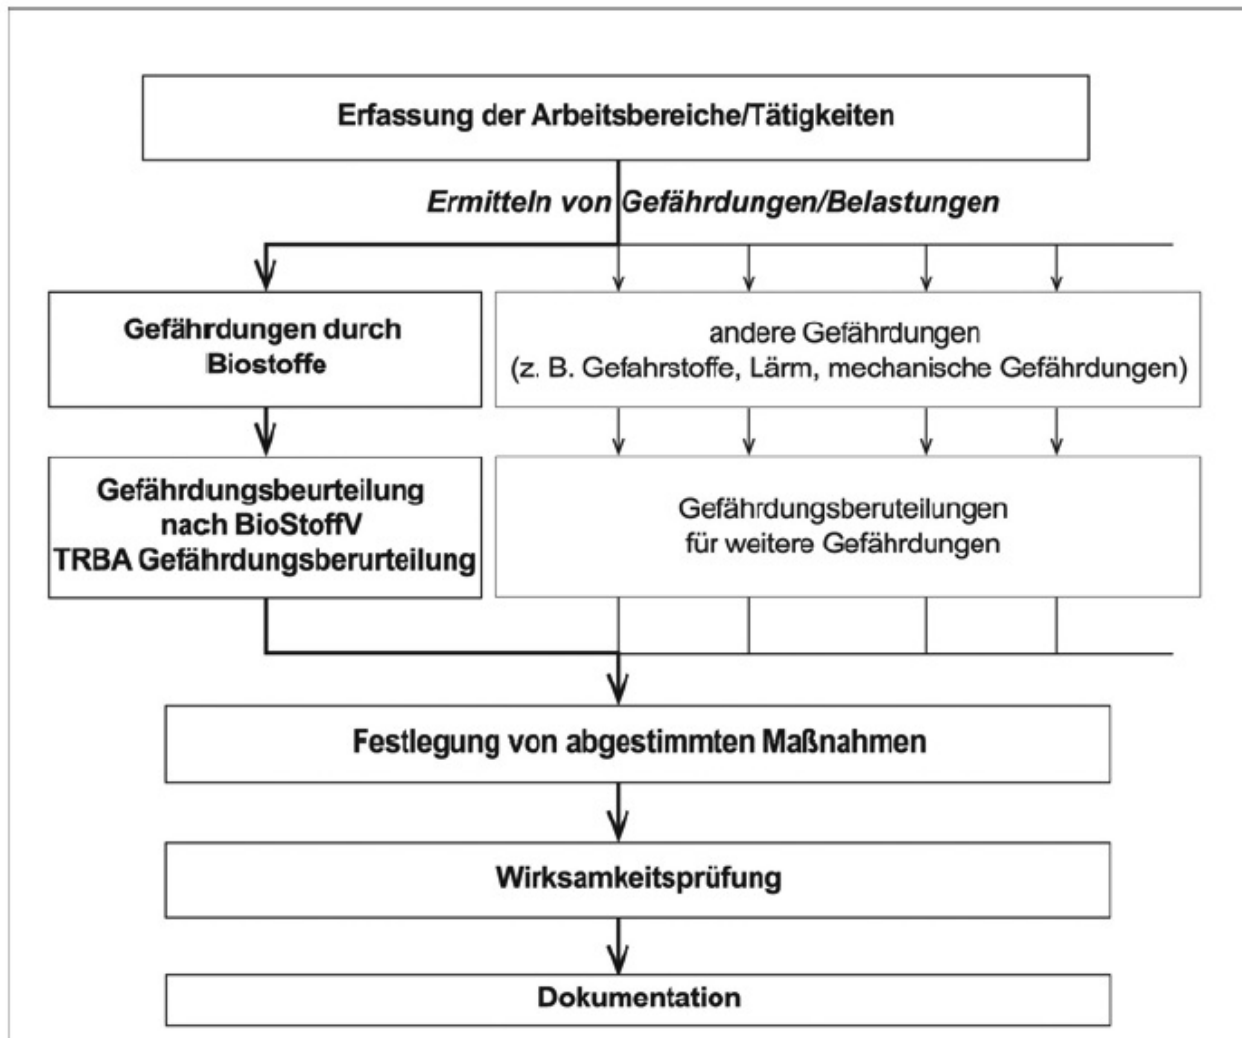 Erfassung der Arbeitsbereiche/Tätigkeiten
Ermitteln von Gefährdungen/Belastungen
Gefährdungen durch
Biostoffe
andere Gefährdungen
(z. B. Gefahrstoffe, Lärm, mechanische Gefährdungen)
Gefährdungsbeurteilung
nach BioStoffV
TRBA Gefährdungsberurteilung
Gefährdungsberuteilungen
für weitere Gefährdungen
Festlegung von abgestimmten Maßnahmen
Wirksamkeitsprüfung
Dokumentation